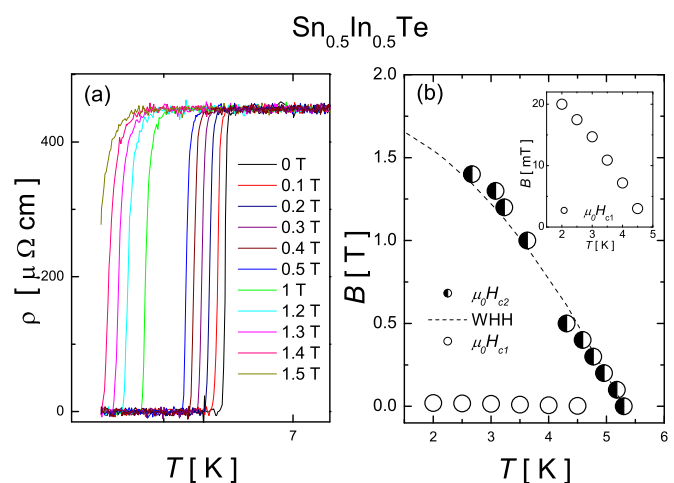 Sn0.5In0.5Te
(a)
ρ [ μ Ω cm ]
400
200
0
0 T
0.1 T
0.2 T
0.3 T
0.4 T
0.5 T
1 T
1.2 T
1.3 T
1.4 T
1.5 T
7
T [ K ]
(b)
B [ T ]
2.0
1.5
1.0
0.5
0.0
μ0Hc2
WHH
μ0Hc1
2 3 4 5 6
T [ K ]
B [ mT ]
20
10
0
μ0Hc1
1 2 3 4 5
T [ K ]